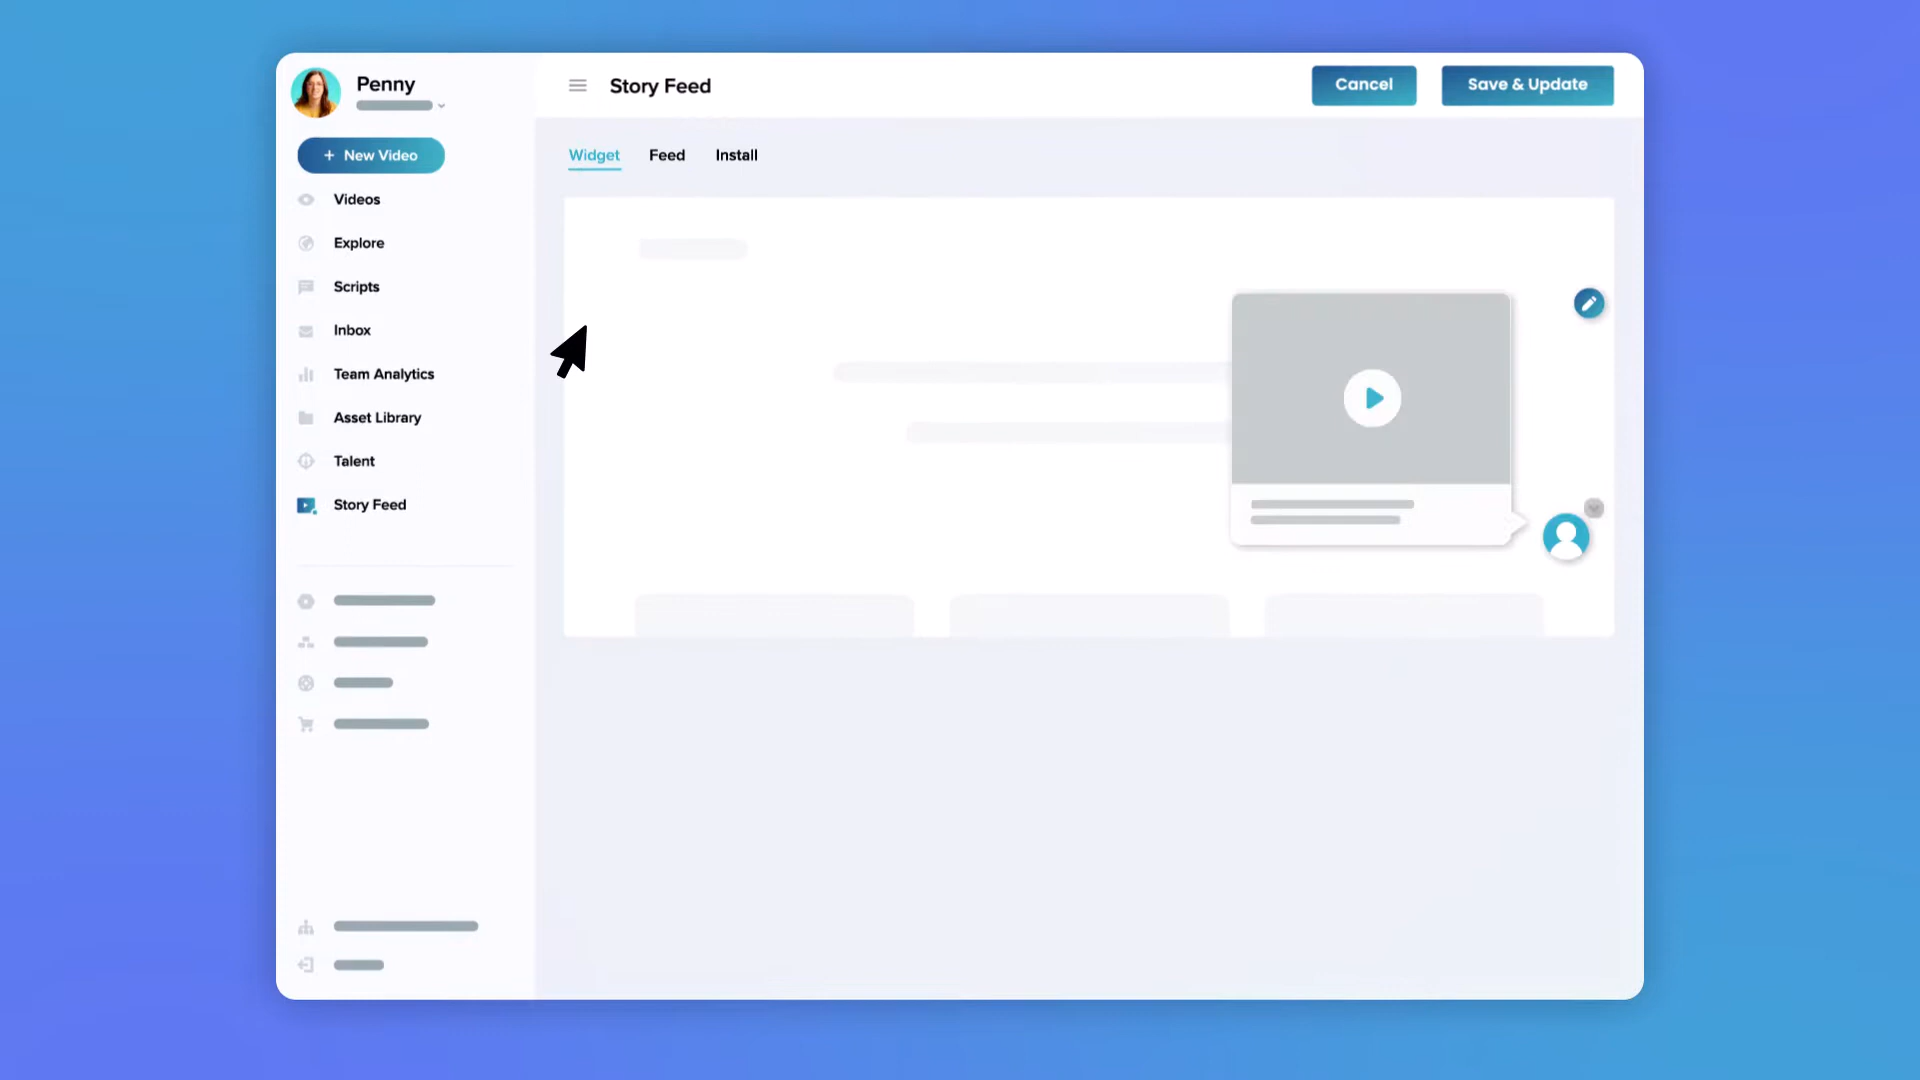 Penny
+ New Video
Videos
Explore
Scripts
Inbox
Team Analytics
Asset Library
Talent
Story Feed
Story Feed
Cancel
Save & Update
Widget
Feed
Install